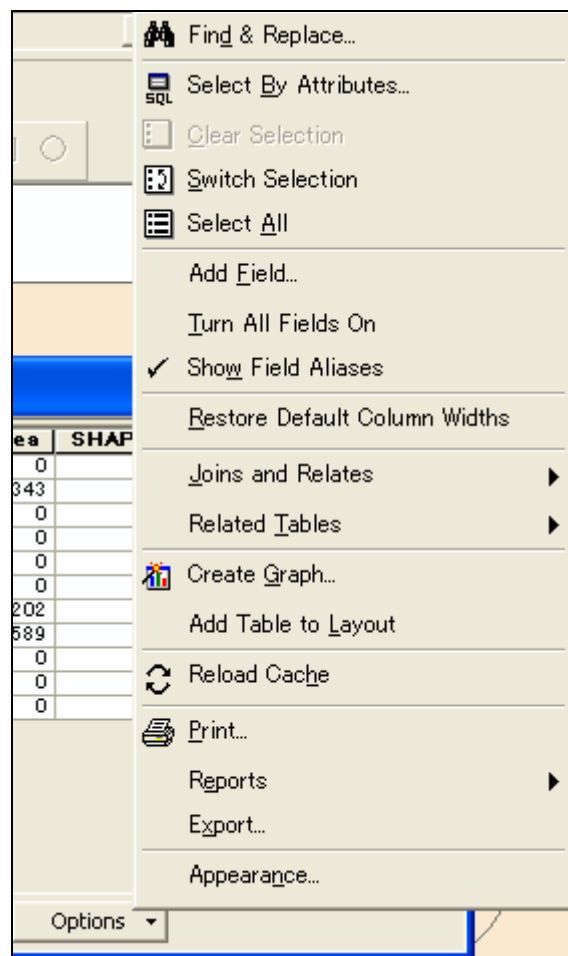 Find & Replace...
SQL Select By Attributes...
Clear Selection
Switch Selection
Select All
Add Field...
Turn All Fields On
Show Field Aliases
Restore Default Column Widths
ea SHAP
0
343
0
0
0
0
202
589
0
0
0
Joins and Relates
Related Tables
Create Graph...
Add Table to Layout
Reload Cache
Print...
Reports
Export...
Appearance...
Options